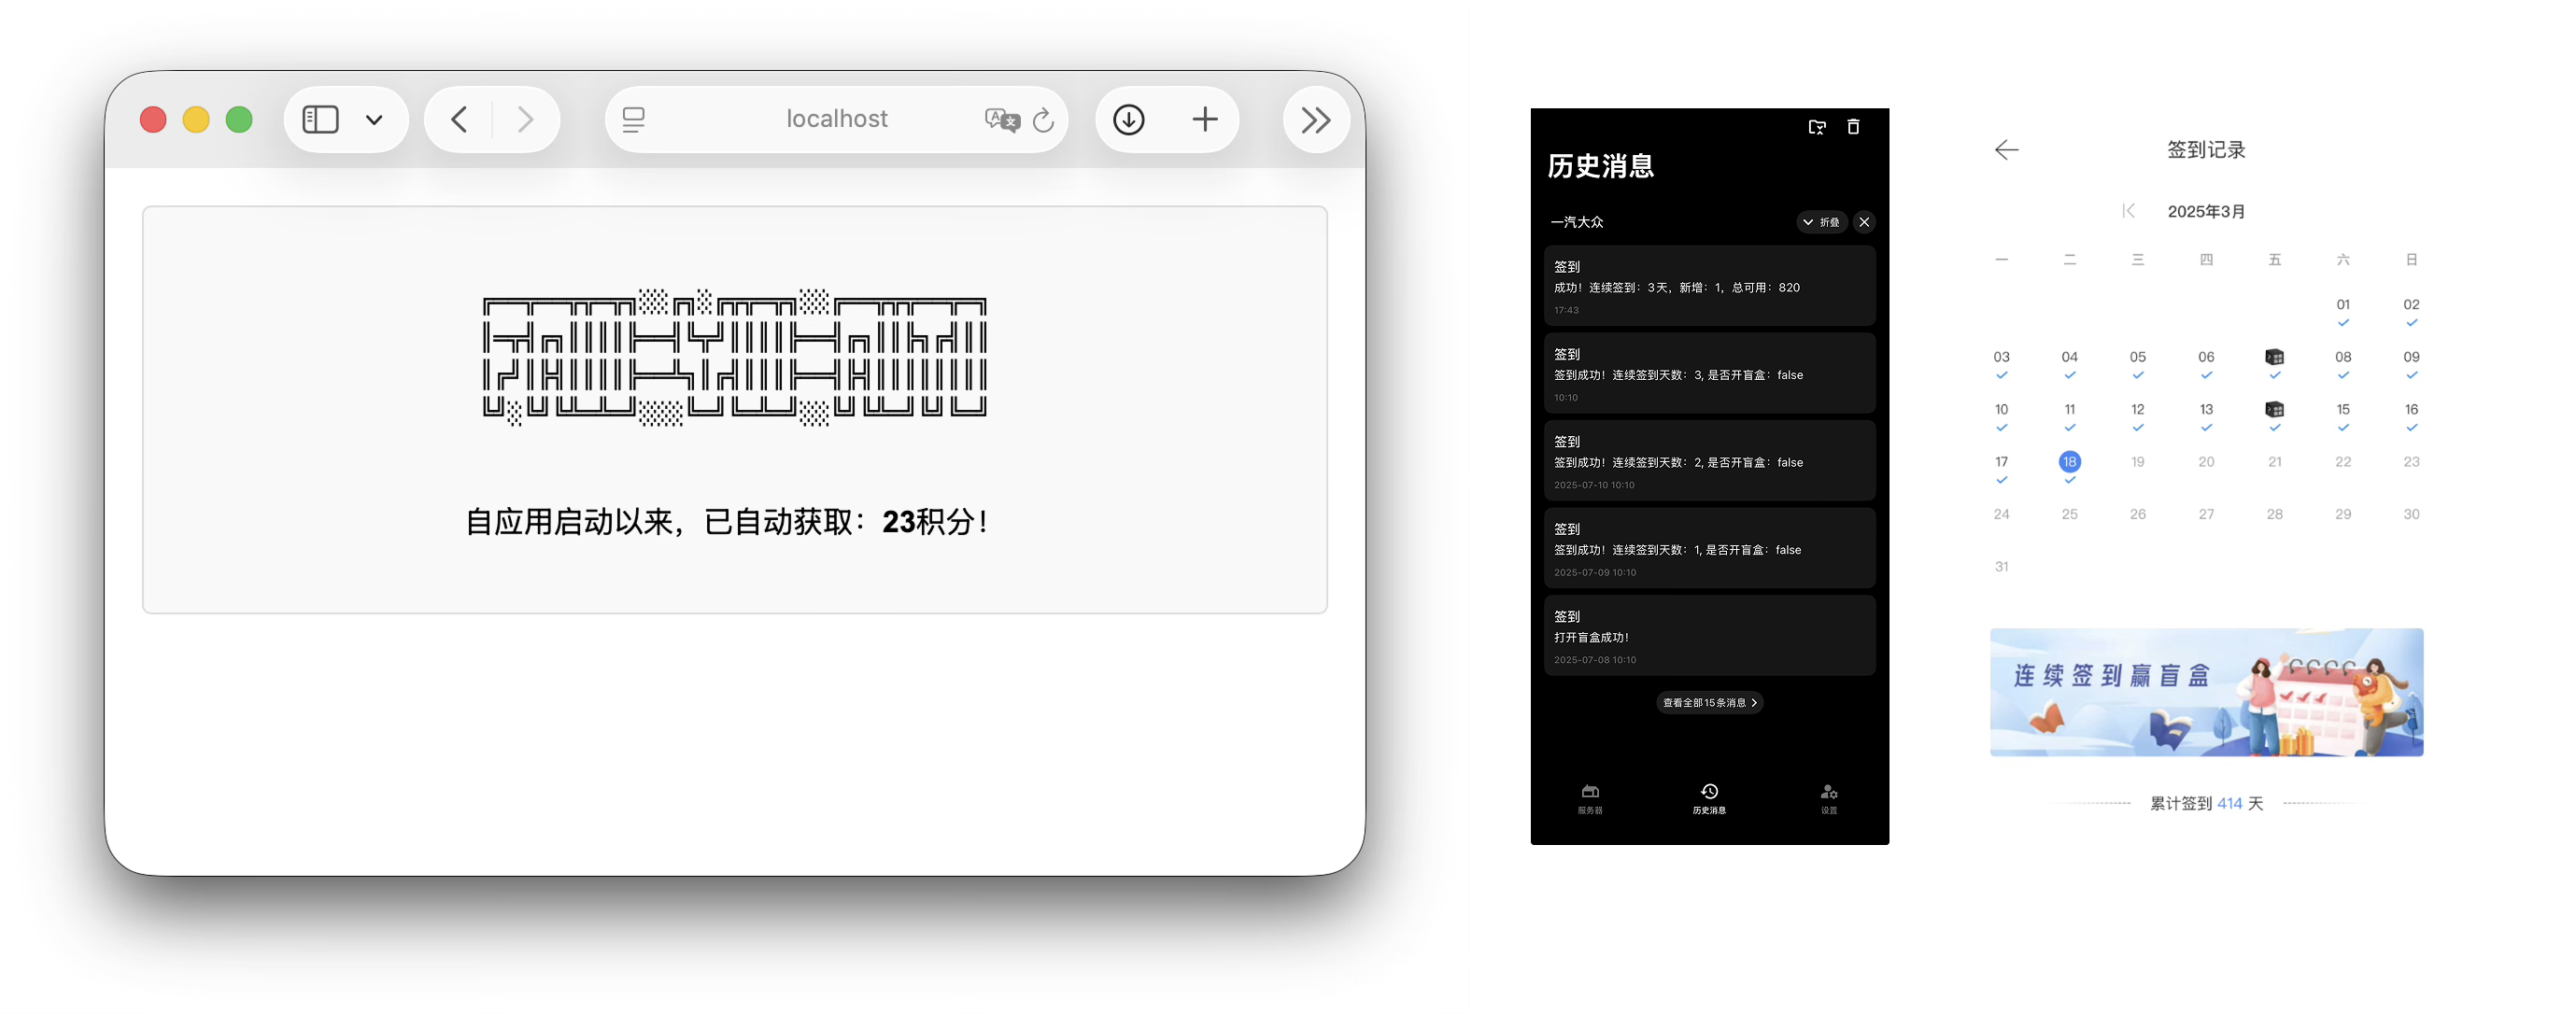 localhost
自应用启动以来，已自动获取：23积分！
历史消息
一汽大众
折叠
签到
成功！连续签到：3天，新增：1，总可用：820
17:43
签到
签到成功！连续签到天数：3, 是否开盲盒：false
10:10
签到
签到成功！连续签到天数：2, 是否开盲盒：false
2025-07-10 10:10
签到
签到成功！连续签到天数：1, 是否开盲盒：false
2025-07-09 10:10
签到
打开盲盒成功！
2025-07-08 10:10
查看全部15条消息
服务器 历史消息 设置
签到记录
2025年3月
一 二 三 四 五 六 日
01 02
03 04 05 06 08 09
10 11 12 13 15 16
17 18 19 20 21 22 23
24 25 26 27 28 29 30
31
连续签到赢盲盒
累计签到 414 天